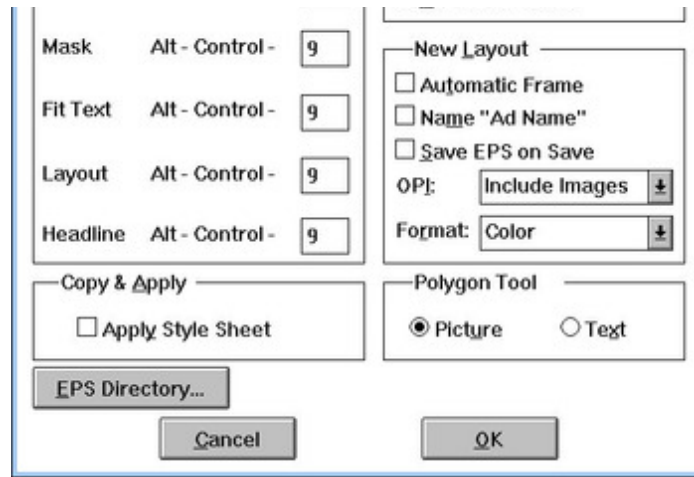 Mask Alt - Control - 9
Fit Text Alt - Control - 9
Layout Alt - Control - 9
Headline Alt - Control - 9
New Layout
Automatic Frame
Name "Ad Name"
Save EPS on Save
OPI: Include Images
Format: Color
Copy & Apply
Apply Style Sheet
Polygon Tool
Picture Text
EPS Directory...
Cancel OK